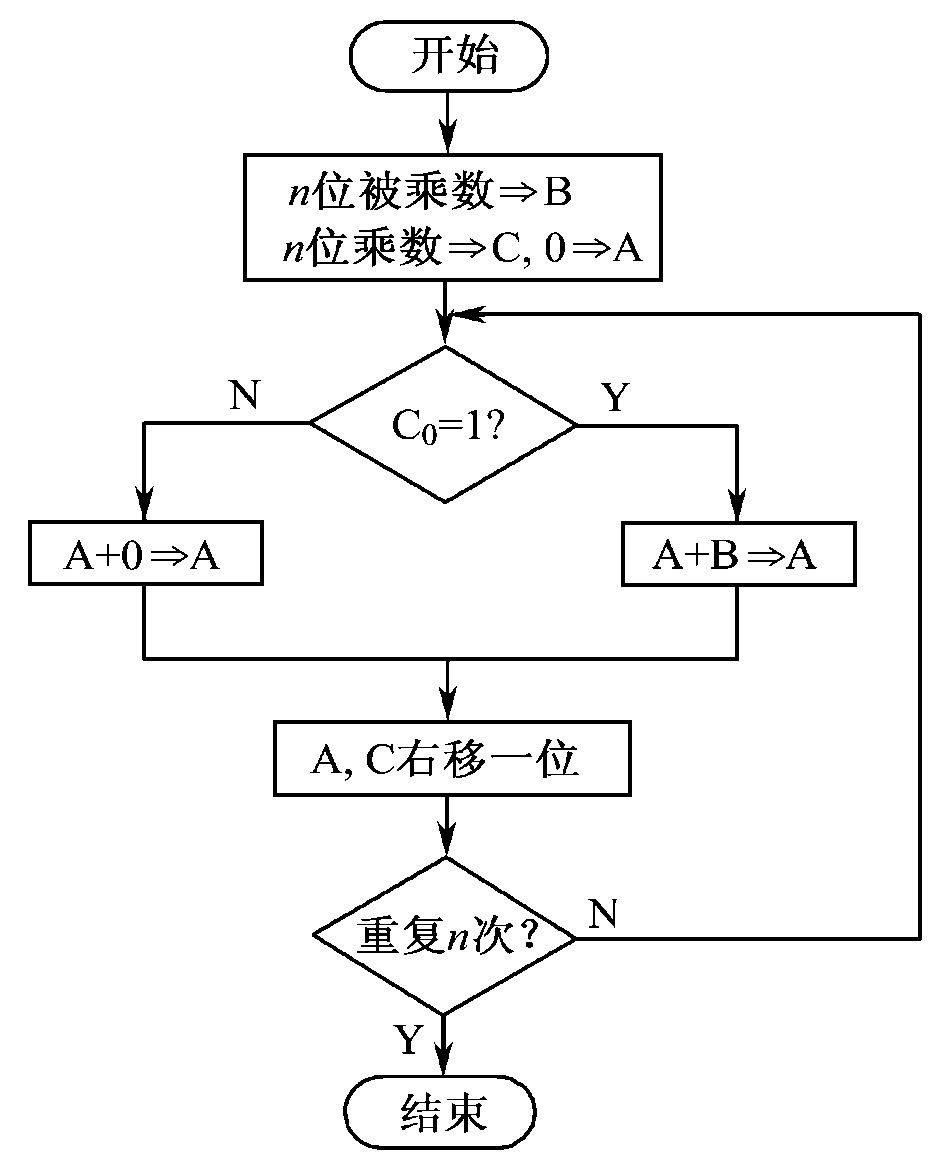 开始
n位被乘数⇒B
n位乘数⇒C, 0⇒A
N
Y
C₀=1?
A+0⇒A
A+B⇒A
A, C右移一位
重复n次?
N
Y
结束